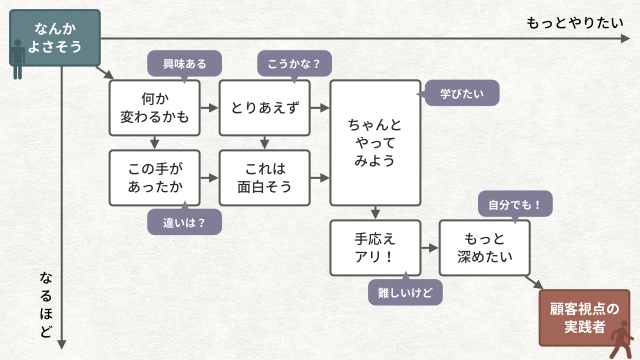 なんか
よさそう
もっとやりたい
興味ある
こうかな？
学びたい
何か
変わるかも
とりあえず
ちゃんと
やって
みよう
この手が
あったか
これは
面白そう
違いは？
自分でも！
手応え
アリ！
もっと
深めたい
難しいけど
なるほど
顧客視点の
実践者